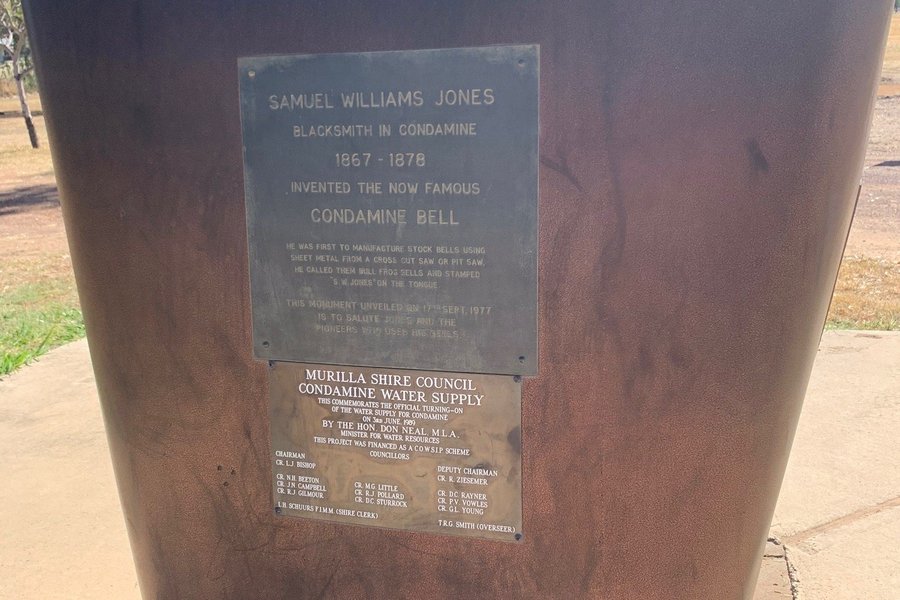 SAMUEL WILLIAMS JONES
BLACKSMITH IN CONDAMINE
1867 - 1878
INVENTED THE NOW FAMOUS
CONDAMINE BELL
HE WAS FIRST TO MANUFACTURE STOCK BELLS USING
SHEET METAL FROM A CROSS CUT SAW OR PIT SAW.
HE CALLED THEM BULL FROG BELLS AND STAMPED
"S.W. JONES" ON THE TONGUE
THIS MONUMENT UNVEILED ON 17TH SEPT. 1977
IS TO SALUTE JONES AND THE
PIONEERS WHO USED HIS BELLS.
MURILLA SHIRE COUNCIL
CONDAMINE WATER SUPPLY
THIS COMMEMORATES THE OFFICIAL TURNING-ON
OF THE WATER SUPPLY FOR CONDAMINE
ON 3RD JUNE, 1989
BY THE HON. DON NEAL, M.L.A.
MINISTER FOR WATER RESOURCES
THIS PROJECT WAS FINANCED AS A C.O.W.S.I.P. SCHEME
COUNCILLORS
CHAIRMAN
CR. L.J. BISHOP
DEPUTY CHAIRMAN
CR. R. ZIESEMER
CR. N.H. BEETON
CR. J.N. CAMPBELL
CR. R.J. GILMOUR
CR. M.G. LITTLE
CR. R.J. POLLARD
CR. D.C. STURROCK
CR. D.C. RAYNER
CR. P.V. VOWLES
CR. G.L. YOUNG
L.H. SCHUURS F.I.M.M. (SHIRE CLERK)
T.R.G. SMITH (OVERSEER)